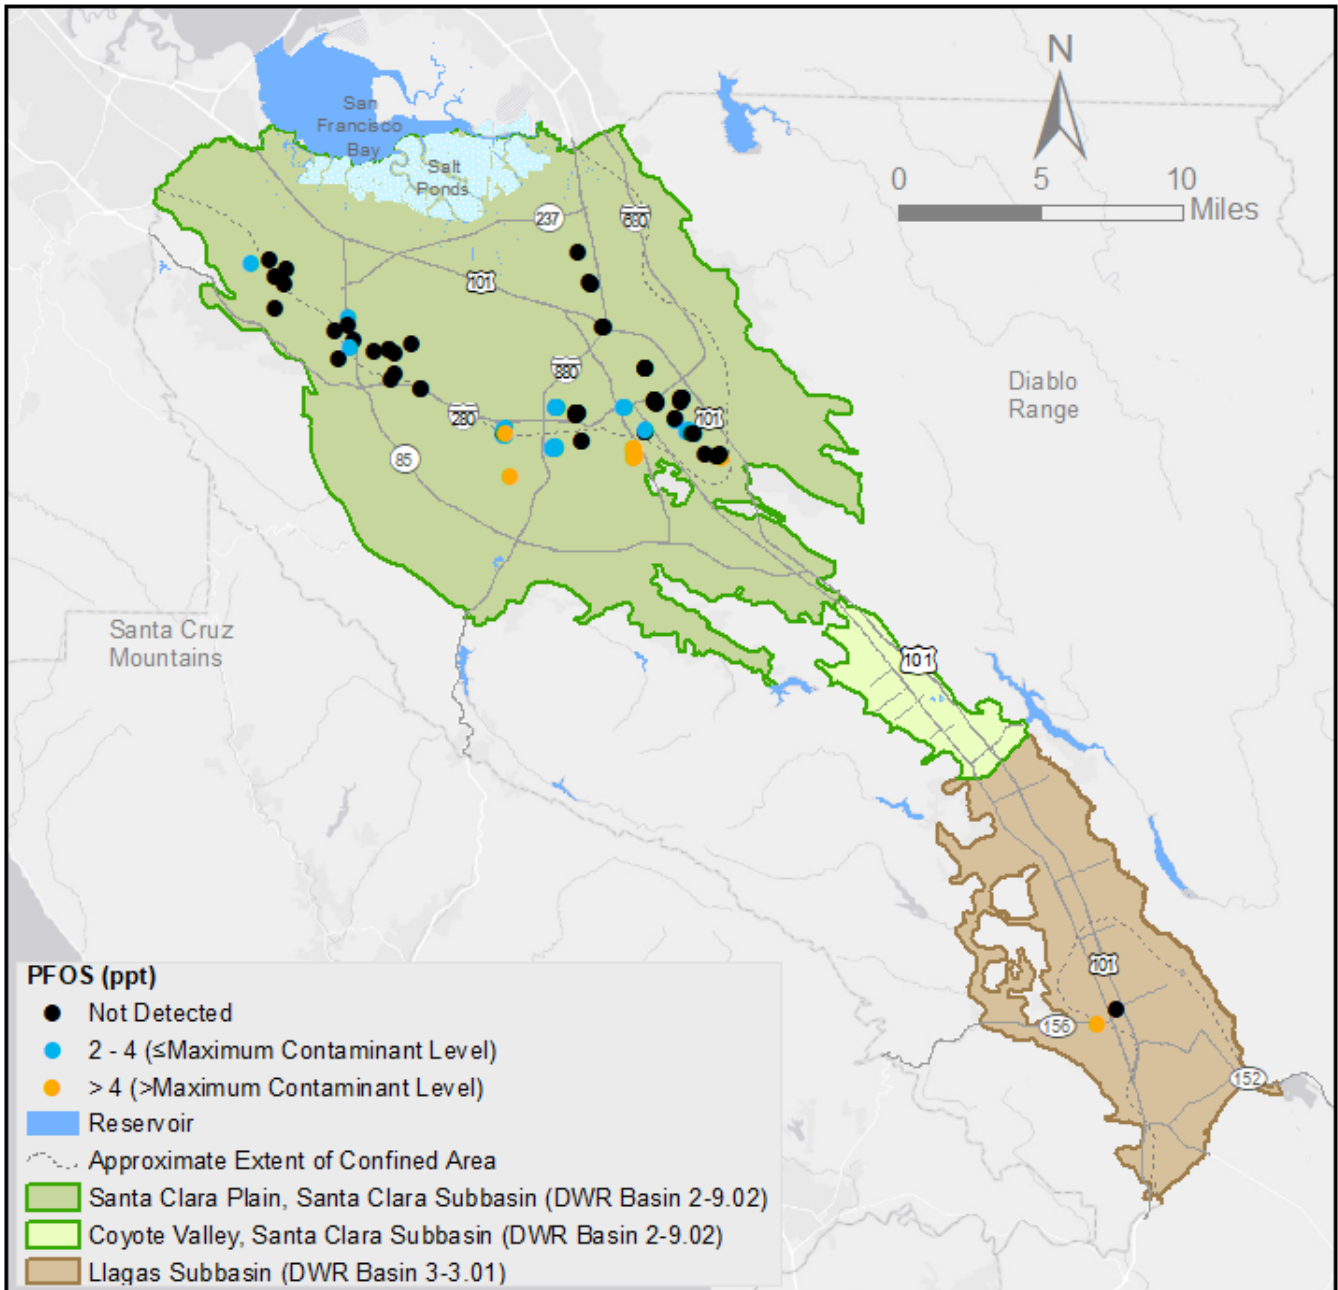 N
San
Francisco
Bay
Salt
Ponds
0 5 10
Miles
237
680
101
880
Diablo
Range
101
280
85
Santa Cruz
Mountains
101
101
156
152
PFOS (ppt)
Not Detected
2 - 4 (≤Maximum Contaminant Level)
> 4 (>Maximum Contaminant Level)
Reservoir
Approximate Extent of Confined Area
Santa Clara Plain, Santa Clara Subbasin (DWR Basin 2-9.02)
Coyote Valley, Santa Clara Subbasin (DWR Basin 2-9.02)
Llagas Subbasin (DWR Basin 3-3.01)